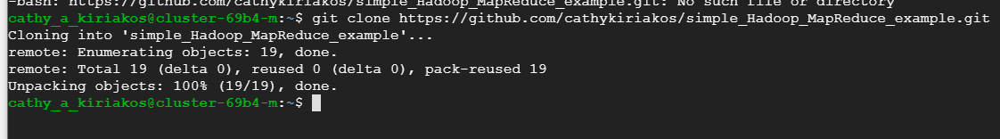 -bash: https://github.com/cathykiriakos/simple_Hadoop_MapReduce_example.git: No such file or directory
cathy_a_kiriakos@cluster-69b4-m:~$ git clone https://github.com/cathykiriakos/simple_Hadoop_MapReduce_example.git
Cloning into 'simple_Hadoop_MapReduce_example'...
remote: Enumerating objects: 19, done.
remote: Total 19 (delta 0), reused 0 (delta 0), pack-reused 19
Unpacking objects: 100% (19/19), done.
cathy_a_kiriakos@cluster-69b4-m:~$